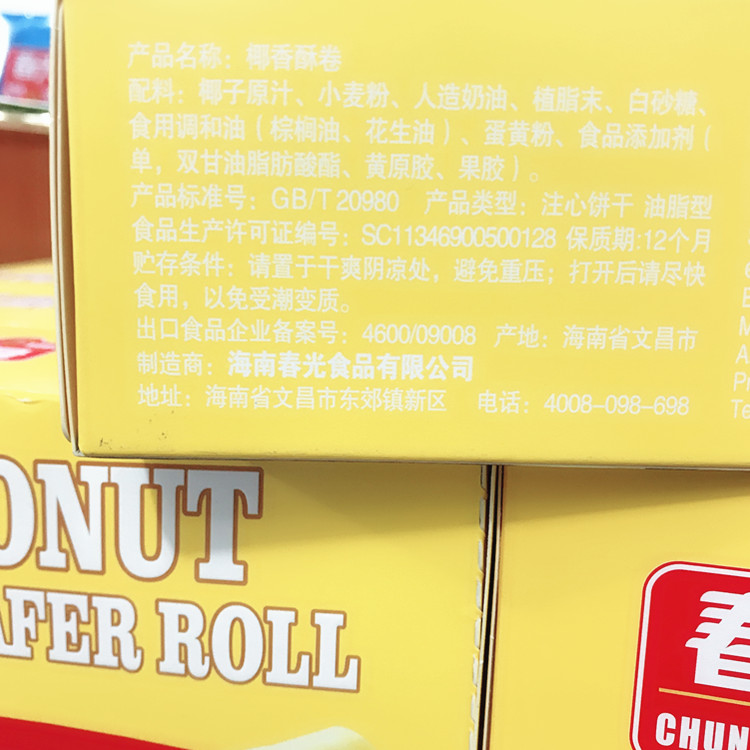 产品名称：椰香酥卷
配料：椰子原汁、小麦粉、人造奶油、植脂末、白砂糖、
食用调和油（棕榈油、花生油）、蛋黄粉、食品添加剂（
单，双甘油脂肪酸酯、黄原胶、果胶）。
产品标准号：GB/T 20980 产品类型：注心饼干 油脂型
食品生产许可证编号：SC11346900500128 保质期:12个月
贮存条件：请置于干爽阴凉处，避免重压；打开后请尽快
食用，以免受潮变质。
出口食品企业备案号：4600/09008 产地：海南省文昌市
制造商：海南春光食品有限公司
地址：海南省文昌市东郊镇新区 电话：4008-098-698
ONUT
AFER ROLL
春
CHUN